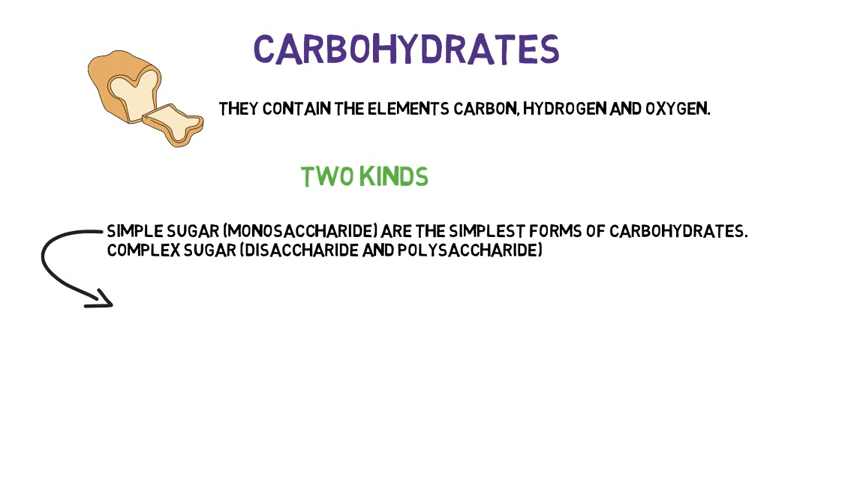 CARBOHYDRATES
THEY CONTAIN THE ELEMENTS CARBON, HYDROGEN AND OXYGEN.
TWO KINDS
SIMPLE SUGAR (MONOSACCHARIDE) ARE THE SIMPLEST FORMS OF CARBOHYDRATES.
COMPLEX SUGAR (DISACCHARIDE AND POLYSACCHARIDE)